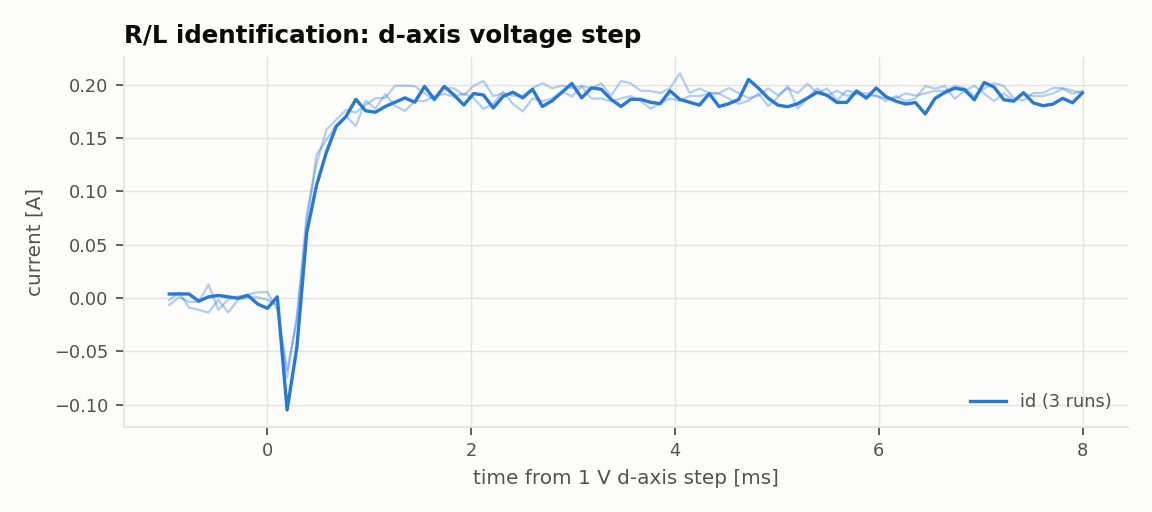 R/L identification: d-axis voltage step
current [A]
0.20
0.15
0.10
0.05
0.00
−0.05
−0.10
id (3 runs)
0 2 4 6 8
time from 1 V d-axis step [ms]